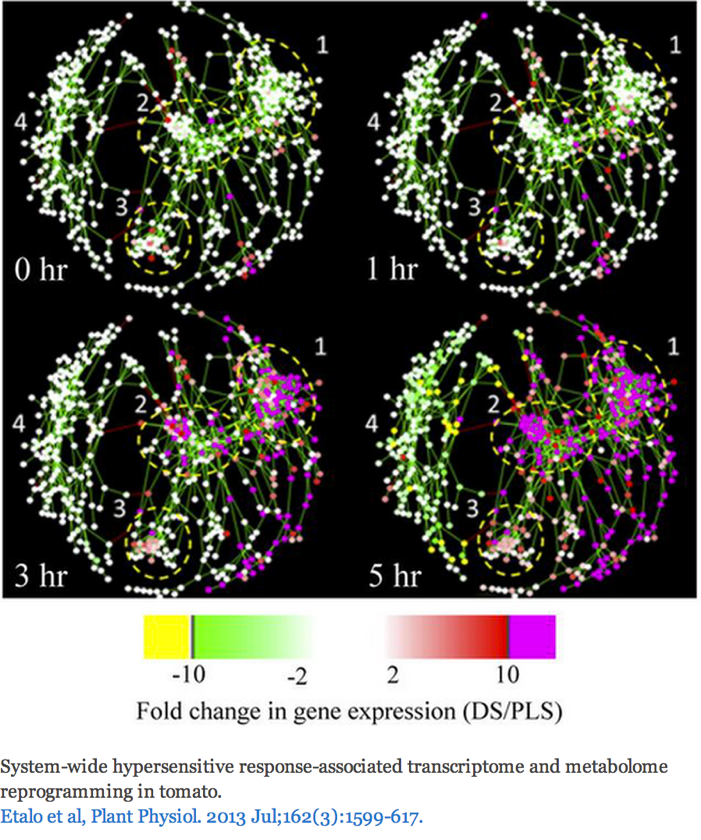 1
2
4
3
0 hr
1
2
4
3
1 hr
1
2
4
3
3 hr
1
2
4
3
5 hr
-10 -2 2 10
Fold change in gene expression (DS/PLS)
System-wide hypersensitive response-associated transcriptome and metabolome
reprogramming in tomato.
Etalo et al, Plant Physiol. 2013 Jul;162(3):1599-617.